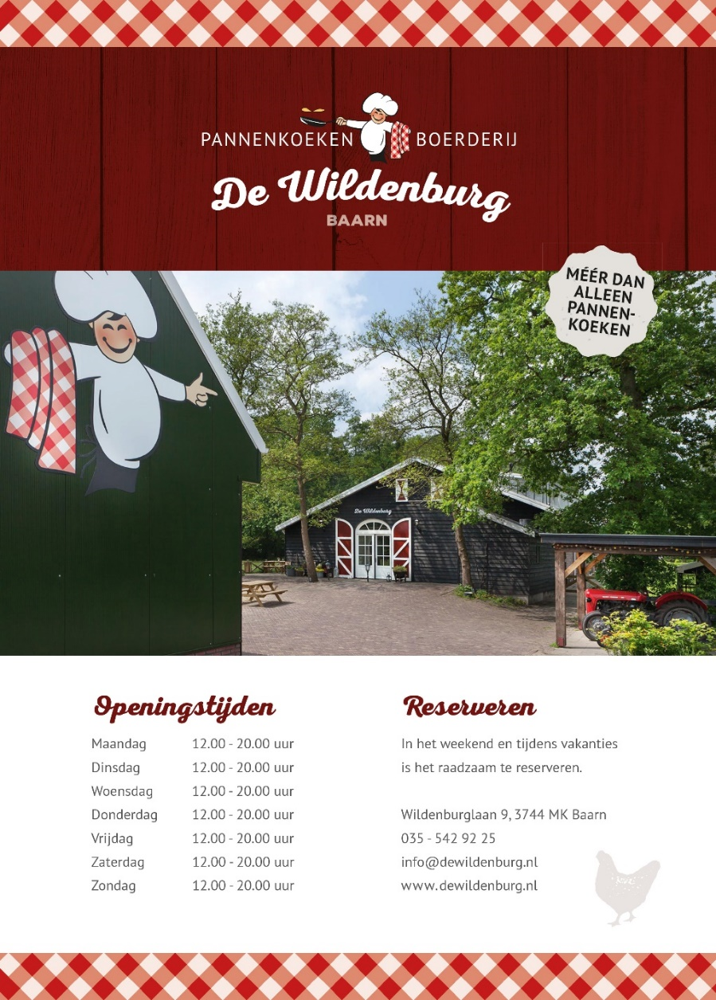 PANNENKOEKEN BOERDERIJ
De Wildenburg
BAARN
MÉÉR DAN
ALLEEN
PANNEN-
KOEKEN
De Wildenburg
Openingstijden
Maandag 12.00 - 20.00 uur
Dinsdag 12.00 - 20.00 uur
Woensdag 12.00 - 20.00 uur
Donderdag 12.00 - 20.00 uur
Vrijdag 12.00 - 20.00 uur
Zaterdag 12.00 - 20.00 uur
Zondag 12.00 - 20.00 uur
Reserveren
In het weekend en tijdens vakanties
is het raadzaam te reserveren.
Wildenburglaan 9, 3744 MK Baarn
035 - 542 92 25
info@dewildenburg.nl
www.dewildenburg.nl